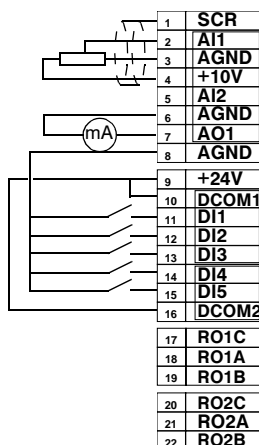 1 SCR
2 AI1
3 AGND
4 +10V
5 AI2
6 AGND
mA
7 AO1
8 AGND
9 +24V
10 DCOM1
11 DI1
12 DI2
13 DI3
14 DI4
15 DI5
16 DCOM2
17 RO1C
18 RO1A
19 RO1B
20 RO2C
21 RO2A
22 RO2B